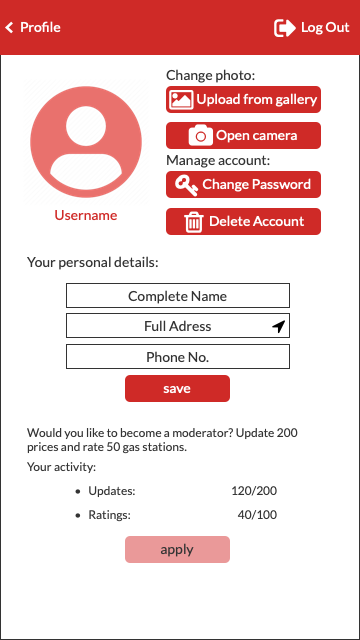 Profile
Log Out
Change photo:
Upload from gallery
Open camera
Manage account:
Change Password
Delete Account
Username
Your personal details:
Complete Name
Full Adress
Phone No.
save
Would you like to become a moderator? Update 200
prices and rate 50 gas stations.
Your activity:
• Updates: 120/200
• Ratings: 40/100
apply